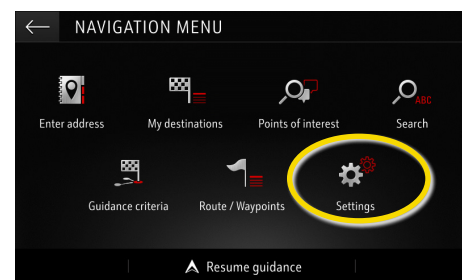 NAVIGATION MENU
Enter address
My destinations
Points of interest
ABC
Search
Guidance criteria
Route / Waypoints
Settings
Resume guidance